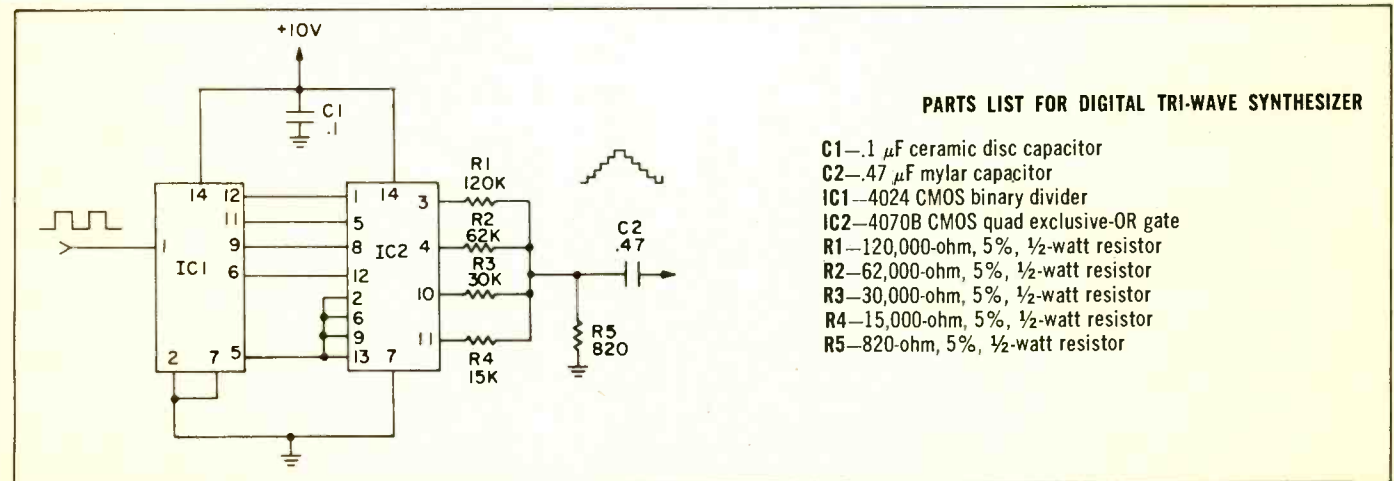 +10V
C1
.1
14
12
11
9
6
1
IC1
2
7
5
14
1
5
8
12
2
6
9
13
IC2
3
4
10
11
7
R1
120K
R2
62K
R3
30K
R4
15K
C2
.47
R5
820
PARTS LIST FOR DIGITAL TRI-WAVE SYNTHESIZER
C1—.1 μF ceramic disc capacitor
C2—.47 μF mylar capacitor
IC1—4024 CMOS binary divider
IC2—4070B CMOS quad exclusive-OR gate
R1—120,000-ohm, 5%, ½-watt resistor
R2—62,000-ohm, 5%, ½-watt resistor
R3—30,000-ohm, 5%, ½-watt resistor
R4—15,000-ohm, 5%, ½-watt resistor
R5—820-ohm, 5%, ½-watt resistor